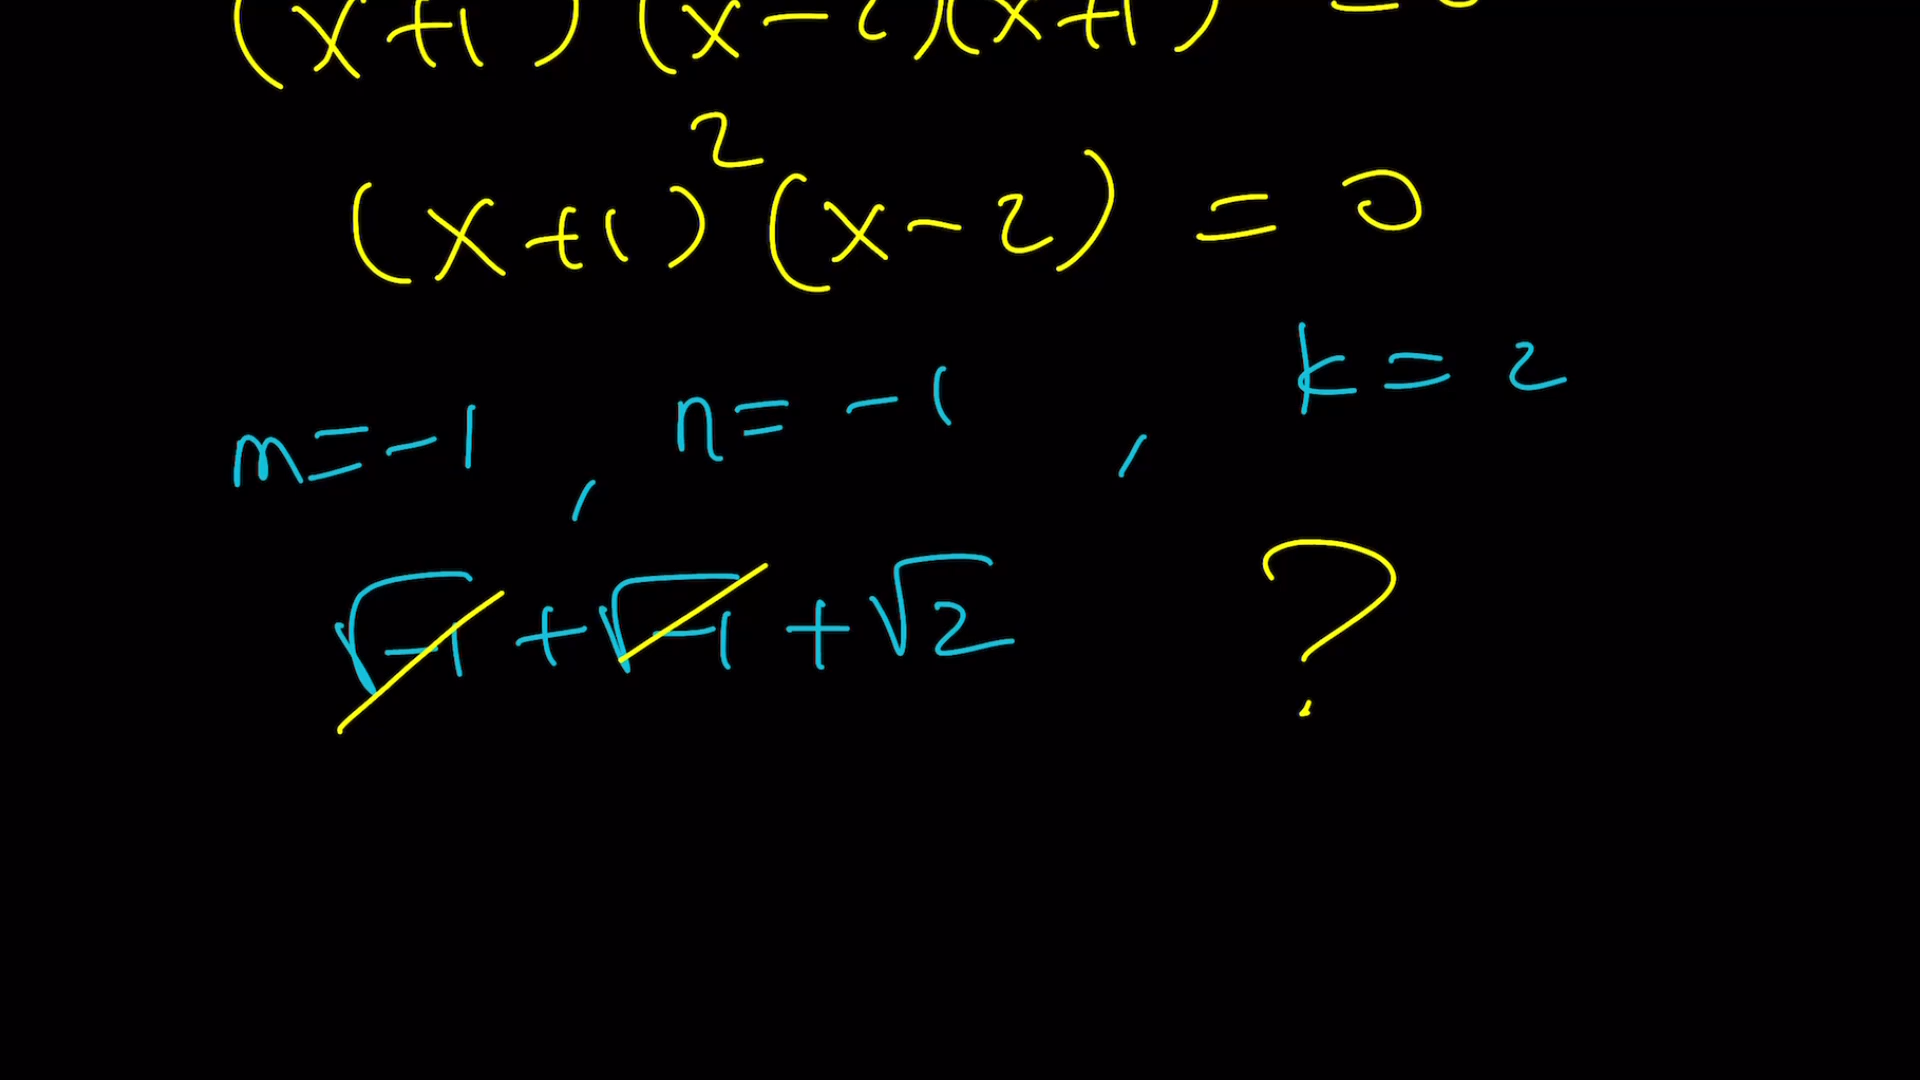 (x+1) (x-2)(x+1) = 0
(x+1)² (x-2) = 0
m=-1, n=-1, k=2
√-1 + √-1 + √2 ?